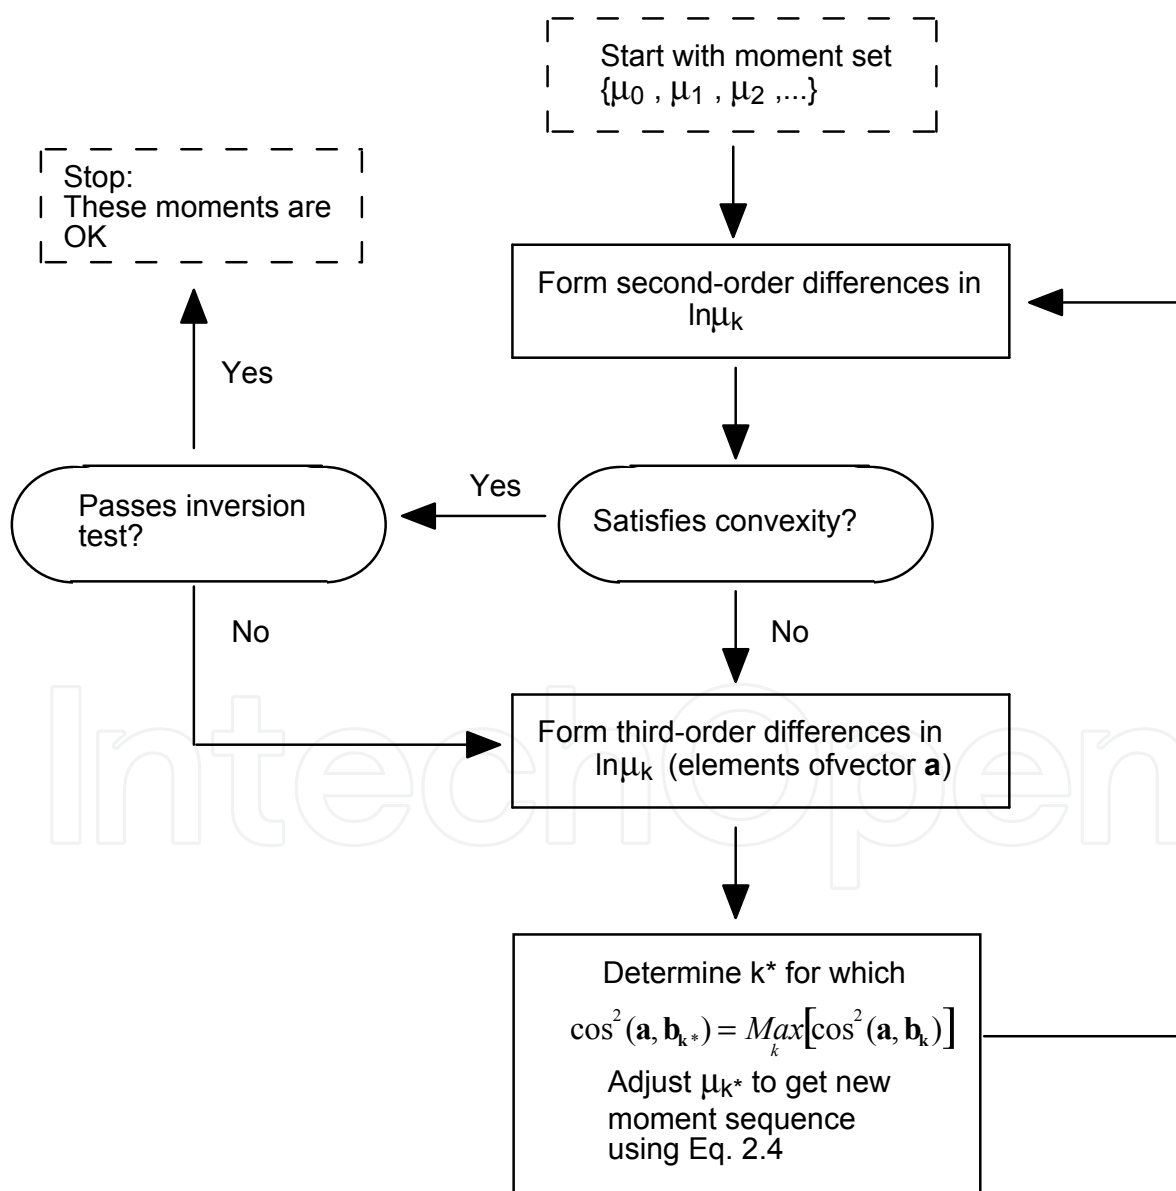 Start with moment set
{μ0 , μ1 , μ2 ,...}
Stop:
These moments are
OK
Form second-order differences in
lnμk
Yes
Passes inversion
test?
Yes
Satisfies convexity?
No
No
Form third-order differences in
lnμk (elements ofvector a)
IntechOpen
Determine k* for which
cos²(a, bk*) = Max[cos²(a, bk)]
k
Adjust μk* to get new
moment sequence
using Eq. 2.4